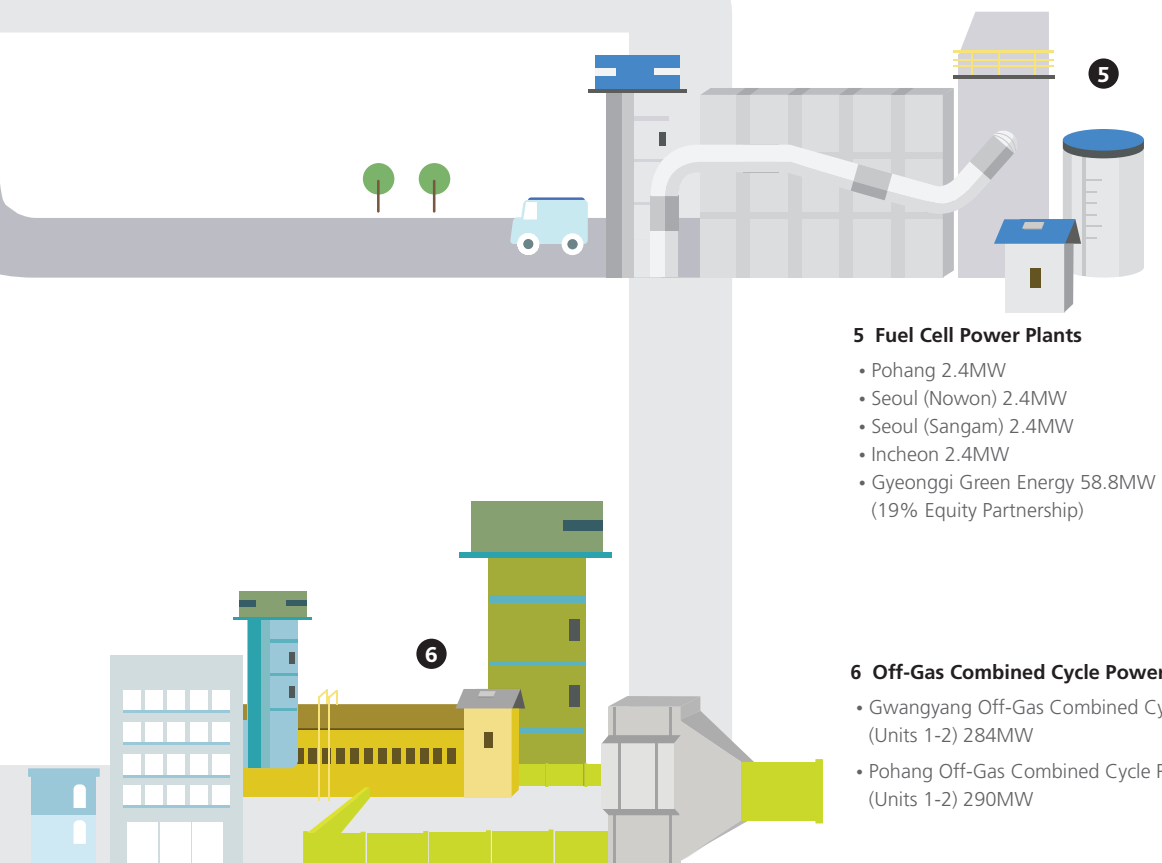 5
5 Fuel Cell Power Plants
• Pohang 2.4MW
• Seoul (Nowon) 2.4MW
• Seoul (Sangam) 2.4MW
• Incheon 2.4MW
• Gyeonggi Green Energy 58.8MW
(19% Equity Partnership)
6
6 Off-Gas Combined Cycle Power
• Gwangyang Off-Gas Combined
(Units 1-2) 284MW
• Pohang Off-Gas Combined Cycle
(Units 1-2) 290MW